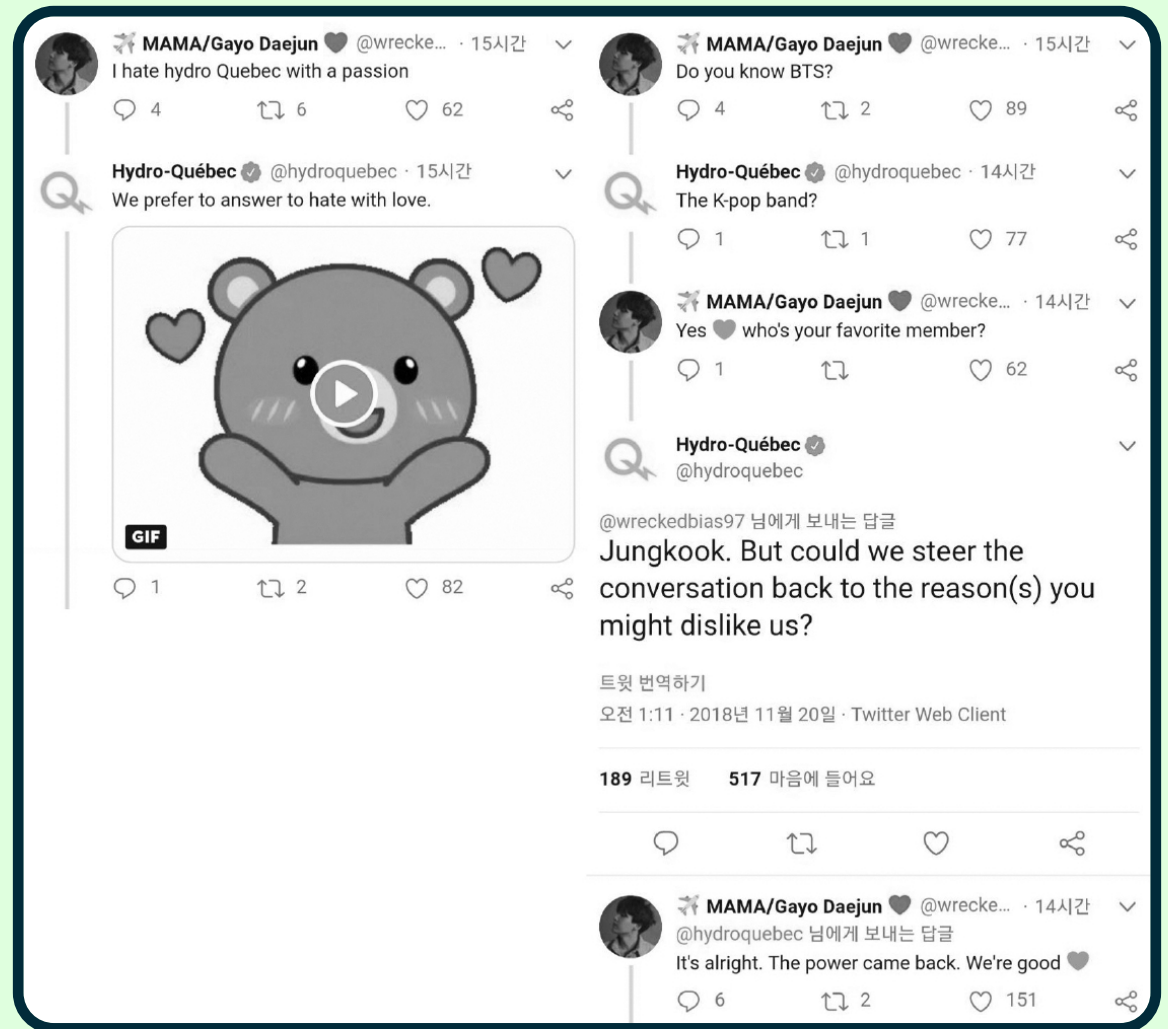 MAMA/Gayo Daejun @wrecke... · 15시간
I hate hydro Quebec with a passion
4 6 62
Hydro-Québec @hydroquebec · 15시간
We prefer to answer to hate with love.
GIF
1 2 82
MAMA/Gayo Daejun @wrecke... · 15시간
Do you know BTS?
4 2 89
Hydro-Québec @hydroquebec · 14시간
The K-pop band?
1 1 77
MAMA/Gayo Daejun @wrecke... · 14시간
Yes who's your favorite member?
1 62
Hydro-Québec
@hydroquebec
@wreckedbias97 님에게 보내는 답글
Jungkook. But could we steer the
conversation back to the reason(s) you
might dislike us?
트윗 번역하기
오전 1:11 · 2018년 11월 20일 · Twitter Web Client
189 리트윗 517 마음에 들어요
MAMA/Gayo Daejun @wrecke... · 14시간
@hydroquebec 님에게 보내는 답글
It's alright. The power came back. We're good
6 2 151